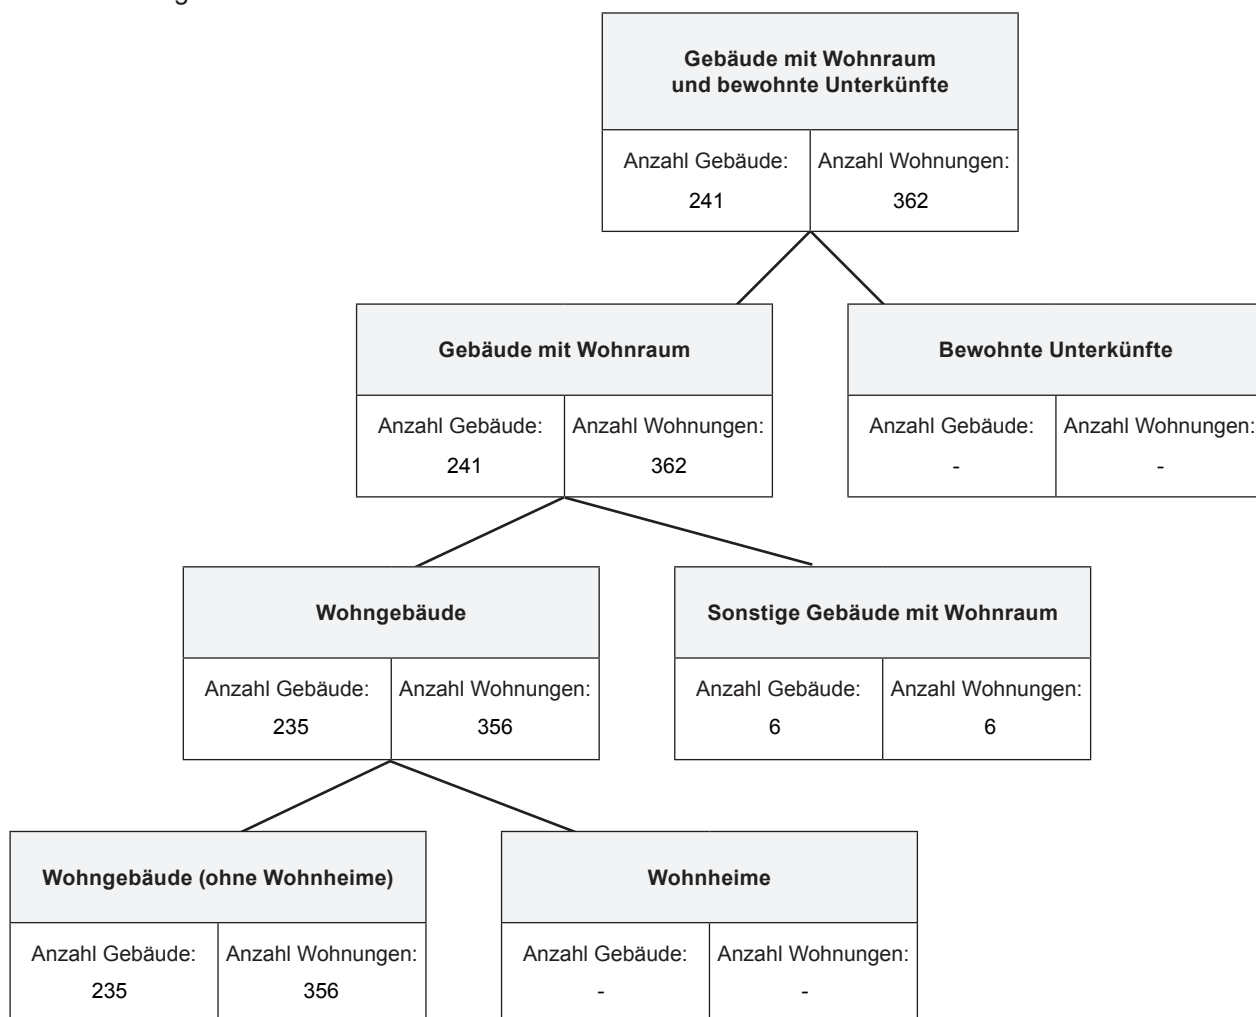 Gebäude mit Wohnraum
und bewohnte Unterkünfte
Anzahl Gebäude: Anzahl Wohnungen:
241 362
Gebäude mit Wohnraum
Anzahl Gebäude: Anzahl Wohnungen:
241 362
Bewohnte Unterkünfte
Anzahl Gebäude: Anzahl Wohnungen:
- -
Wohngebäude
Anzahl Gebäude: Anzahl Wohnungen:
235 356
Sonstige Gebäude mit Wohnraum
Anzahl Gebäude: Anzahl Wohnungen:
6 6
Wohngebäude (ohne Wohnheime)
Anzahl Gebäude: Anzahl Wohnungen:
235 356
Wohnheime
Anzahl Gebäude: Anzahl Wohnungen:
- -